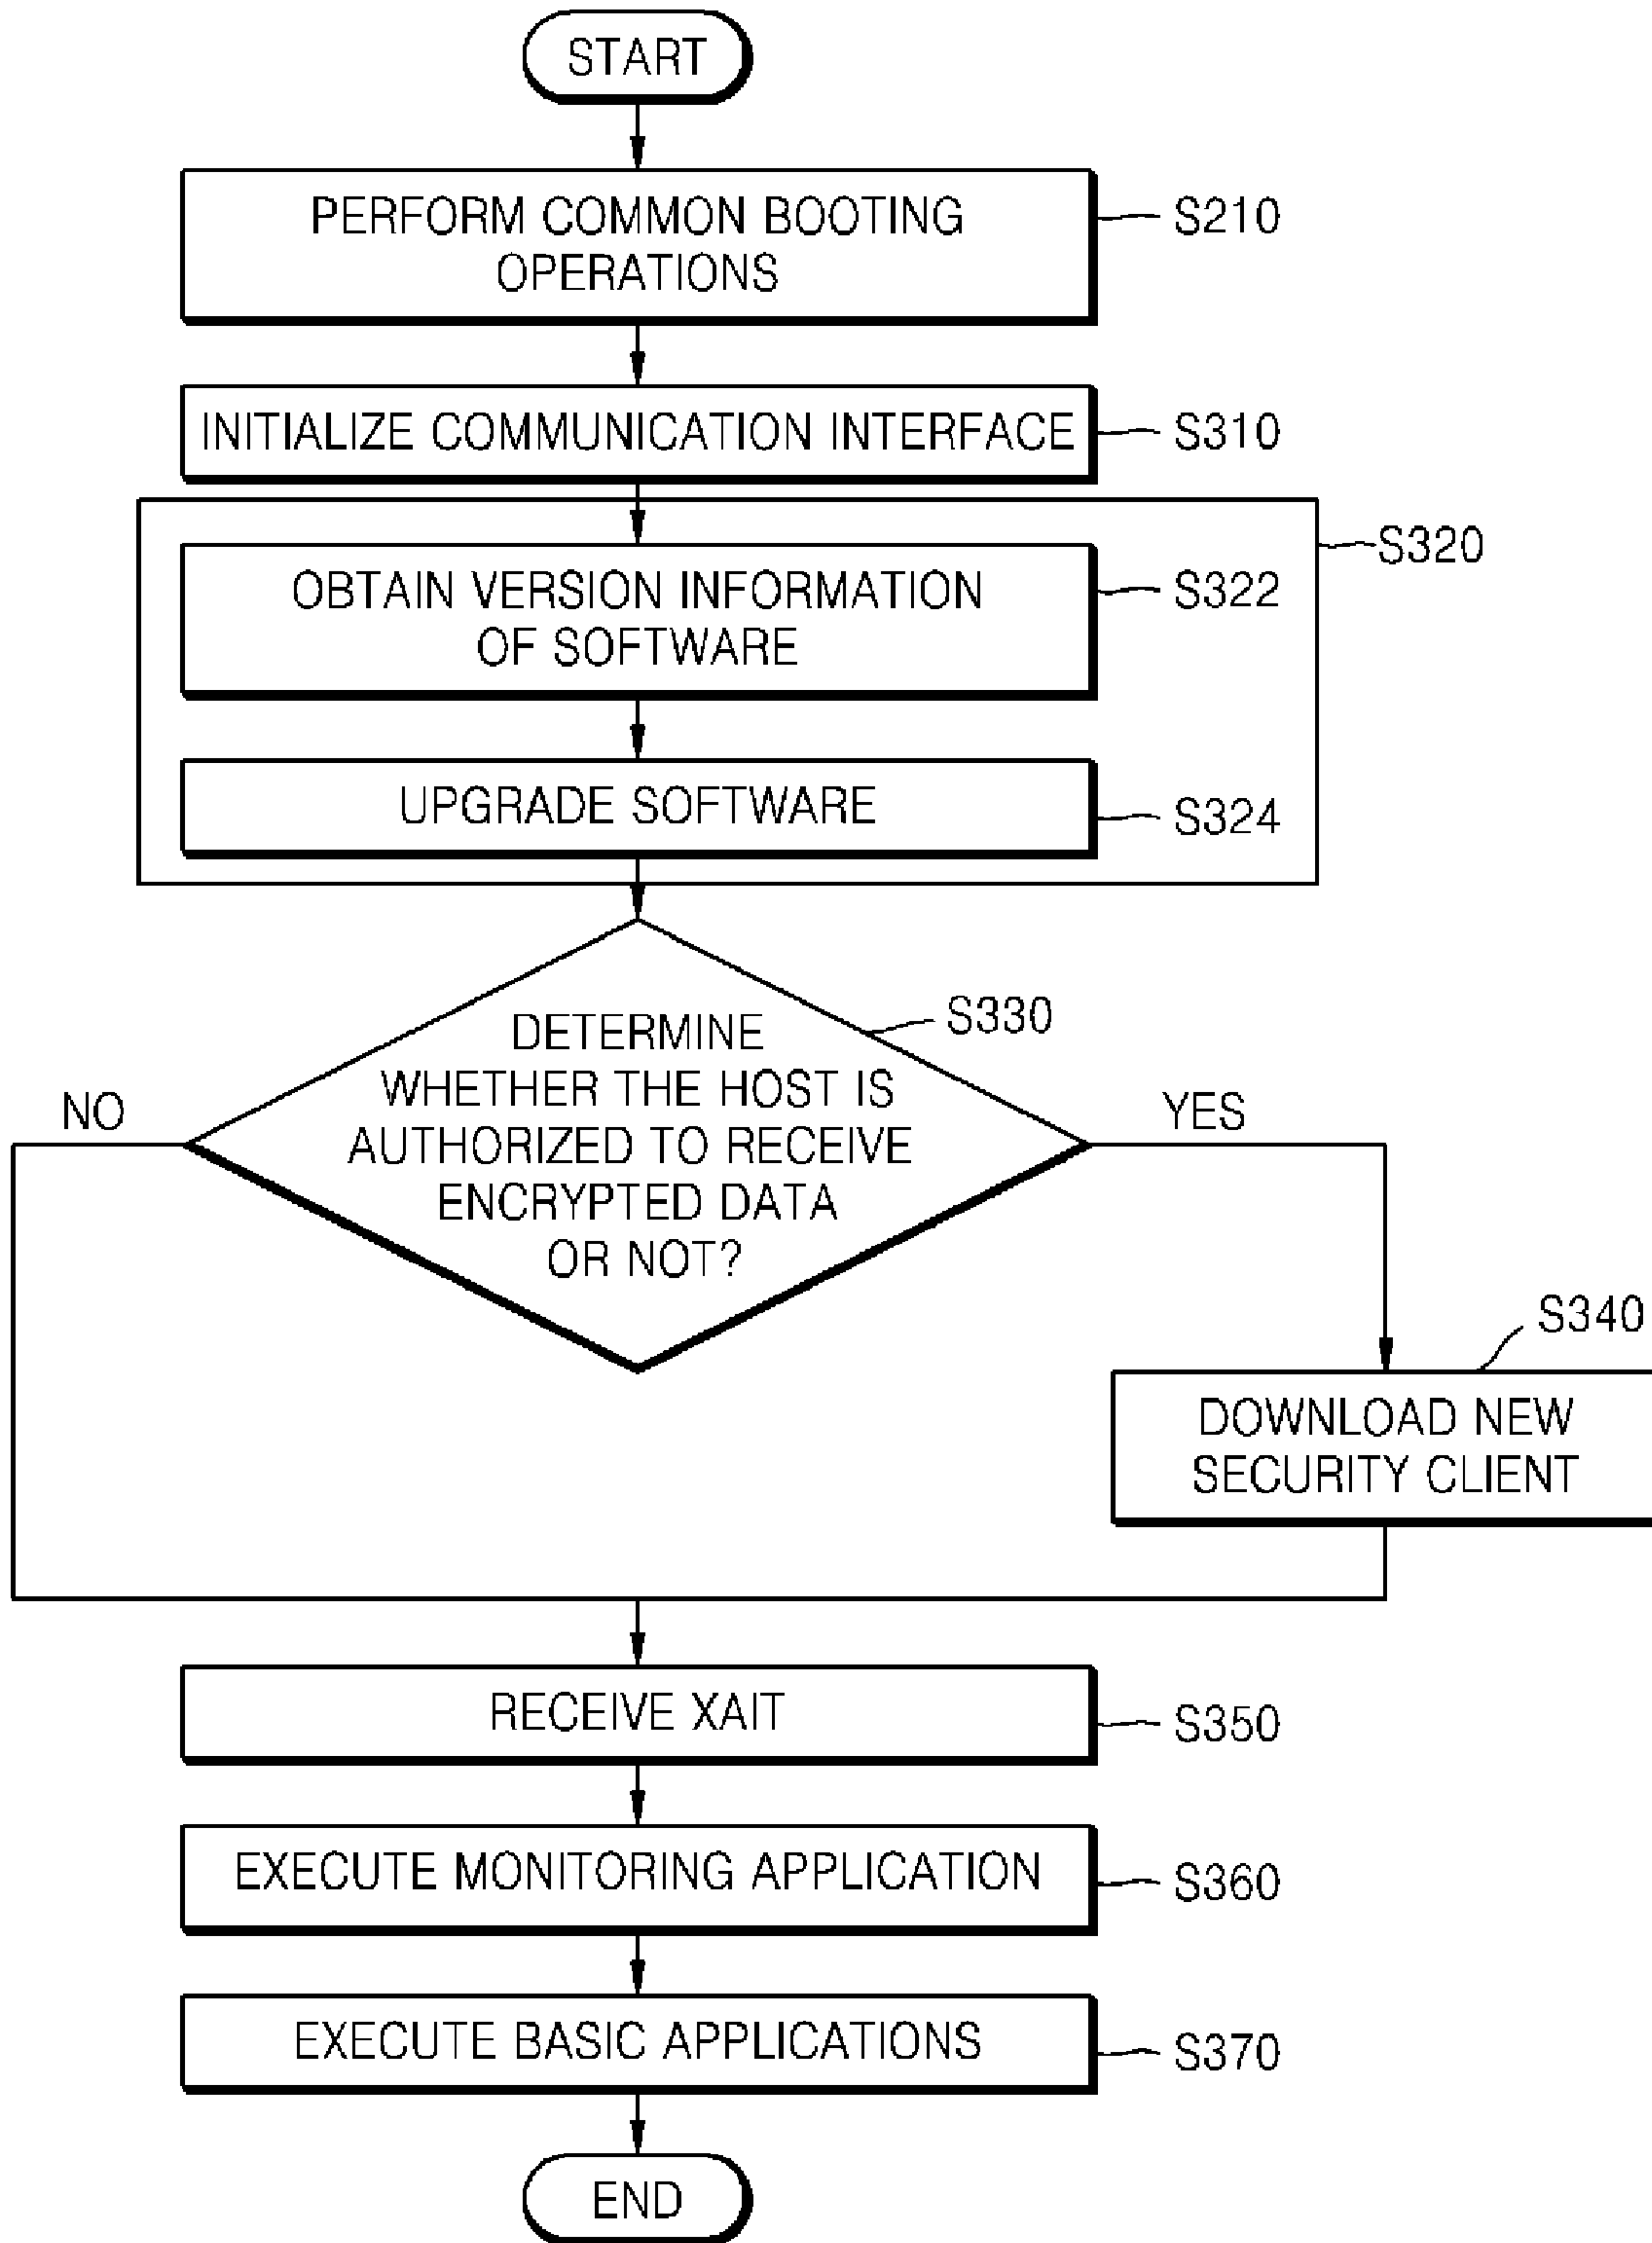 START
PERFORM COMMON BOOTING
OPERATIONS
S210
INITIALIZE COMMUNICATION INTERFACE
S310
S320
OBTAIN VERSION INFORMATION
OF SOFTWARE
S322
UPGRADE SOFTWARE
S324
S330
DETERMINE
WHETHER THE HOST IS
AUTHORIZED TO RECEIVE
ENCRYPTED DATA
OR NOT?
NO
YES
S340
DOWNLOAD NEW
SECURITY CLIENT
RECEIVE XAIT
S350
EXECUTE MONITORING APPLICATION
S360
EXECUTE BASIC APPLICATIONS
S370
END